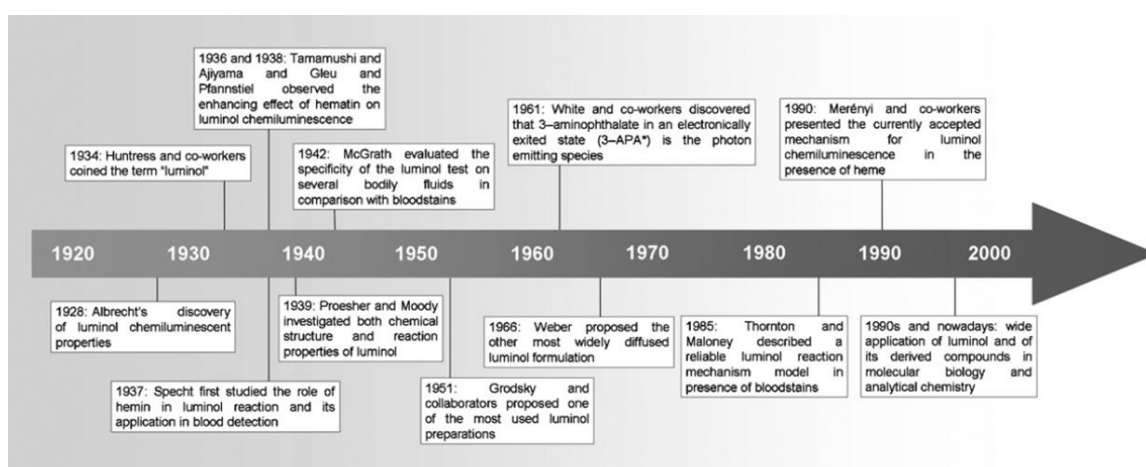 1936 and 1938: Tamamushi and
Ajiyama and Gleu and
Pfannstiel observed the
enhancing effect of hematin on
luminol chemiluminescence
1961: White and co-workers discovered
that 3–aminophthalate in an electronically
exited state (3–APA*) is the photon
emitting species
1990: Merényi and co-workers
presented the currently accepted
mechanism for luminol
chemiluminescence in the
presence of heme
1934: Huntress and co-workers
coined the term "luminol"
1942: McGrath evaluated the
specificity of the luminol test on
several bodily fluids in
comparison with bloodstains
1920 1930 1940 1950 1960 1970 1980 1990 2000
1928: Albrecht's discovery
of luminol chemiluminescent
properties
1939: Proesher and Moody
investigated both chemical
structure and reaction
properties of luminol
1966: Weber proposed the
other most widely diffused
luminol formulation
1985: Thornton and
Maloney described a
reliable luminol reaction
mechanism model in
presence of bloodstains
1990s and nowadays: wide
application of luminol and of
its derived compounds in
molecular biology and
analytical chemistry
1937: Specht first studied the role of
hemin in luminol reaction and its
application in blood detection
1951: Grodsky and
collaborators proposed one
of the most used luminol
preparations